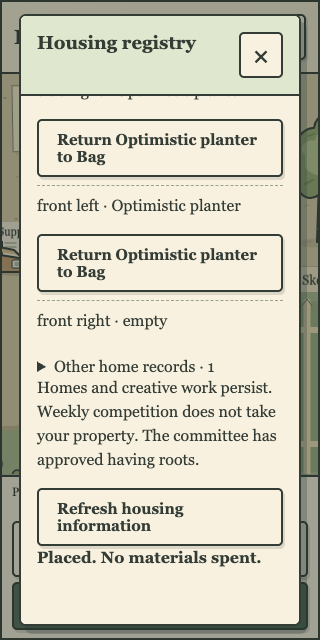 Housing registry
×
Return Optimistic planter
to Bag
front left · Optimistic planter
Return Optimistic planter
to Bag
front right · empty
▶ Other home records · 1
Homes and creative work persist.
Weekly competition does not take
your property. The committee has
approved having roots.
Refresh housing
information
Placed. No materials spent.